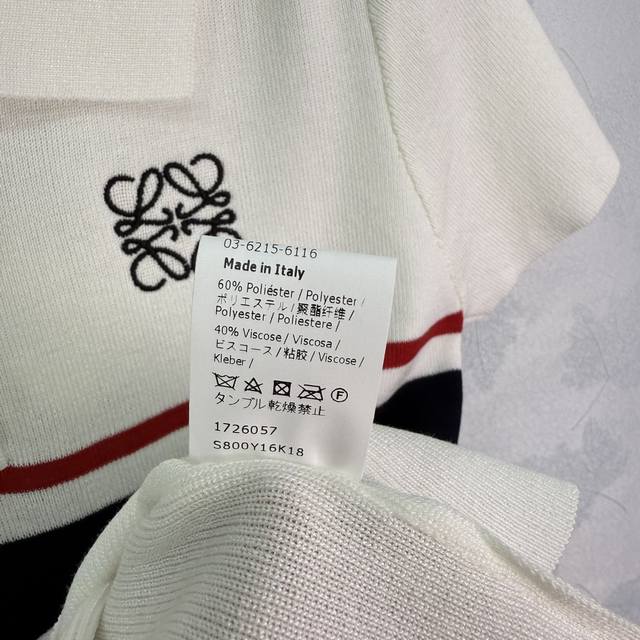 03-6215-6116
Made in Italy
60% Poliéster / Polyester /
ポリエステル / 聚酯纤维 /
Polyester / Poliestere /
40% Viscose / Viscosa /
ビスコース / 粘胶 / Viscose /
Kleber /
F
タンブル乾燥禁止
1726057
S800Y16K18